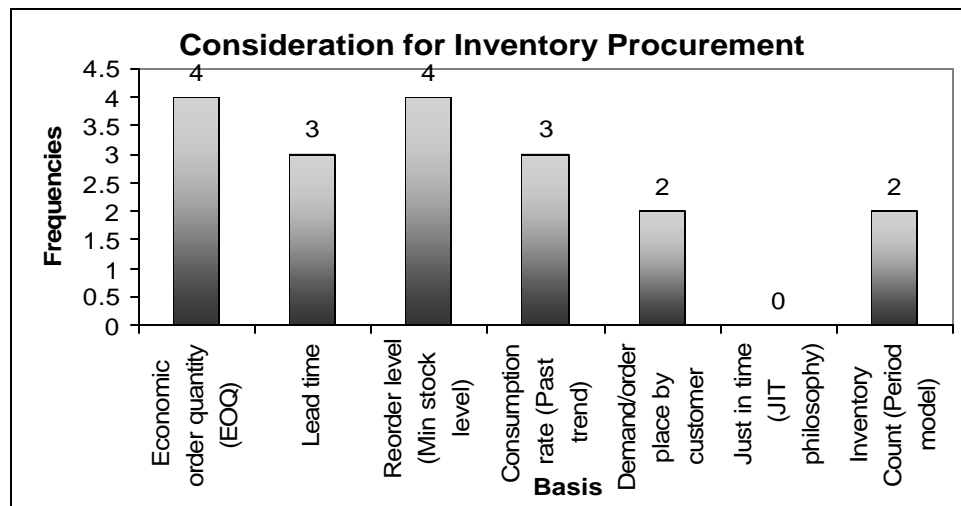 Consideration for Inventory Procurement
4.5
4
3.5
3
2.5
2
1.5
1
0.5
0
Frequencies
4
3
4
3
2
0
2
Economic
order quantity
(EOQ)
Lead time
Reorder level
(Min stock
level)
Consumption
rate (Past
trend)
Demand/order
place by
customer
Just in time
(JIT
philosophy)
Inventory
Count (Period
model)
Basis